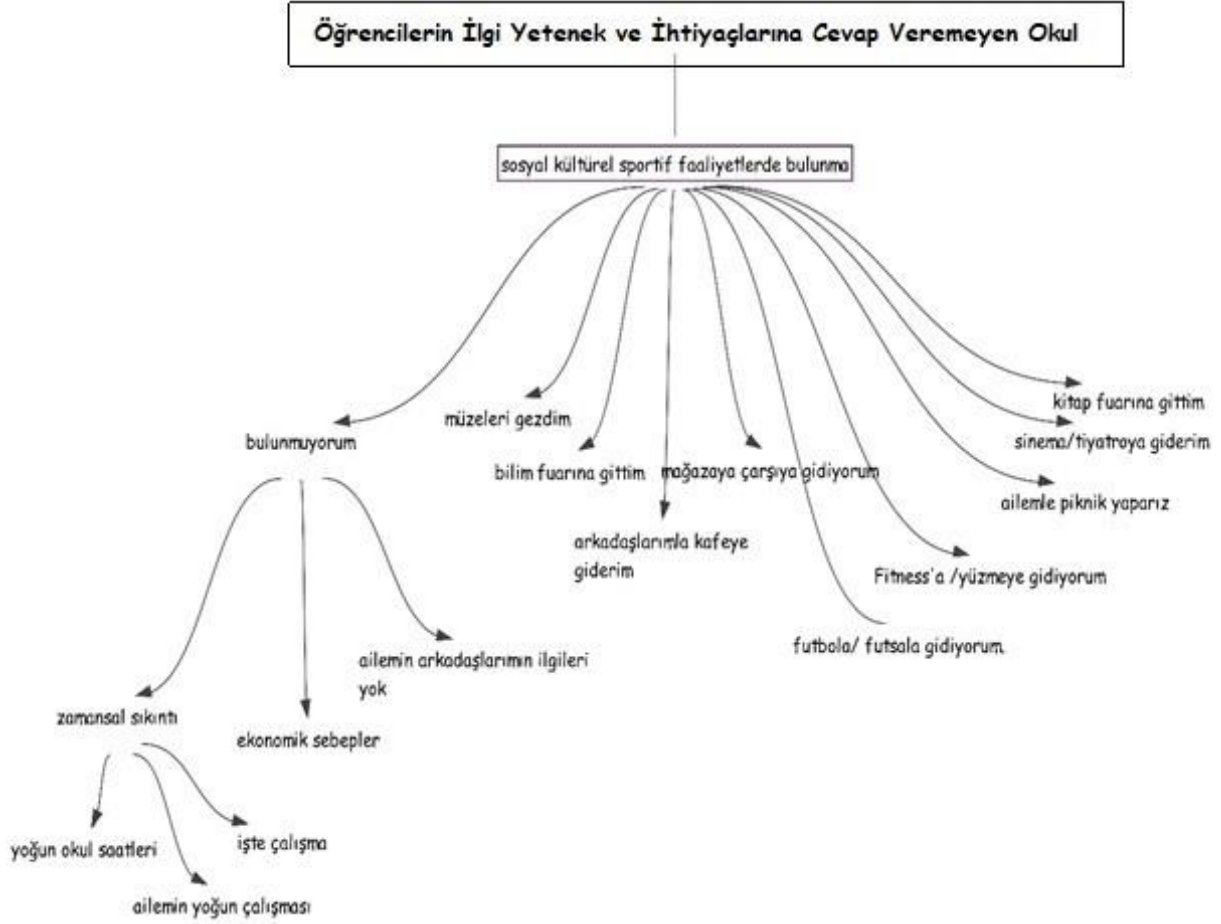 Öğrencilerin İlgi Yetenek ve İhtiyaçlarına Cevap Veremeyen Okul
sosyal kültürel sportif faaliyetlerde bulunma
bulunmuyorum
müzeleri gezdim
bilim fuarına gittim
mağazaya çarşıya gidiyorum
arkadaşlarımla kafeye
giderim
kitap fuarına gittim
sinema/tiyatroya giderim
ailemle piknik yaparız
Fitness'a /yüzmeye gidiyorum
futbola/ futsala gidiyorum.
ailemin arkadaşlarımın ilgileri
yok
zamansal sıkıntı
ekonomik sebepler
yoğun okul saatleri
işte çalışma
ailemin yoğun çalışması